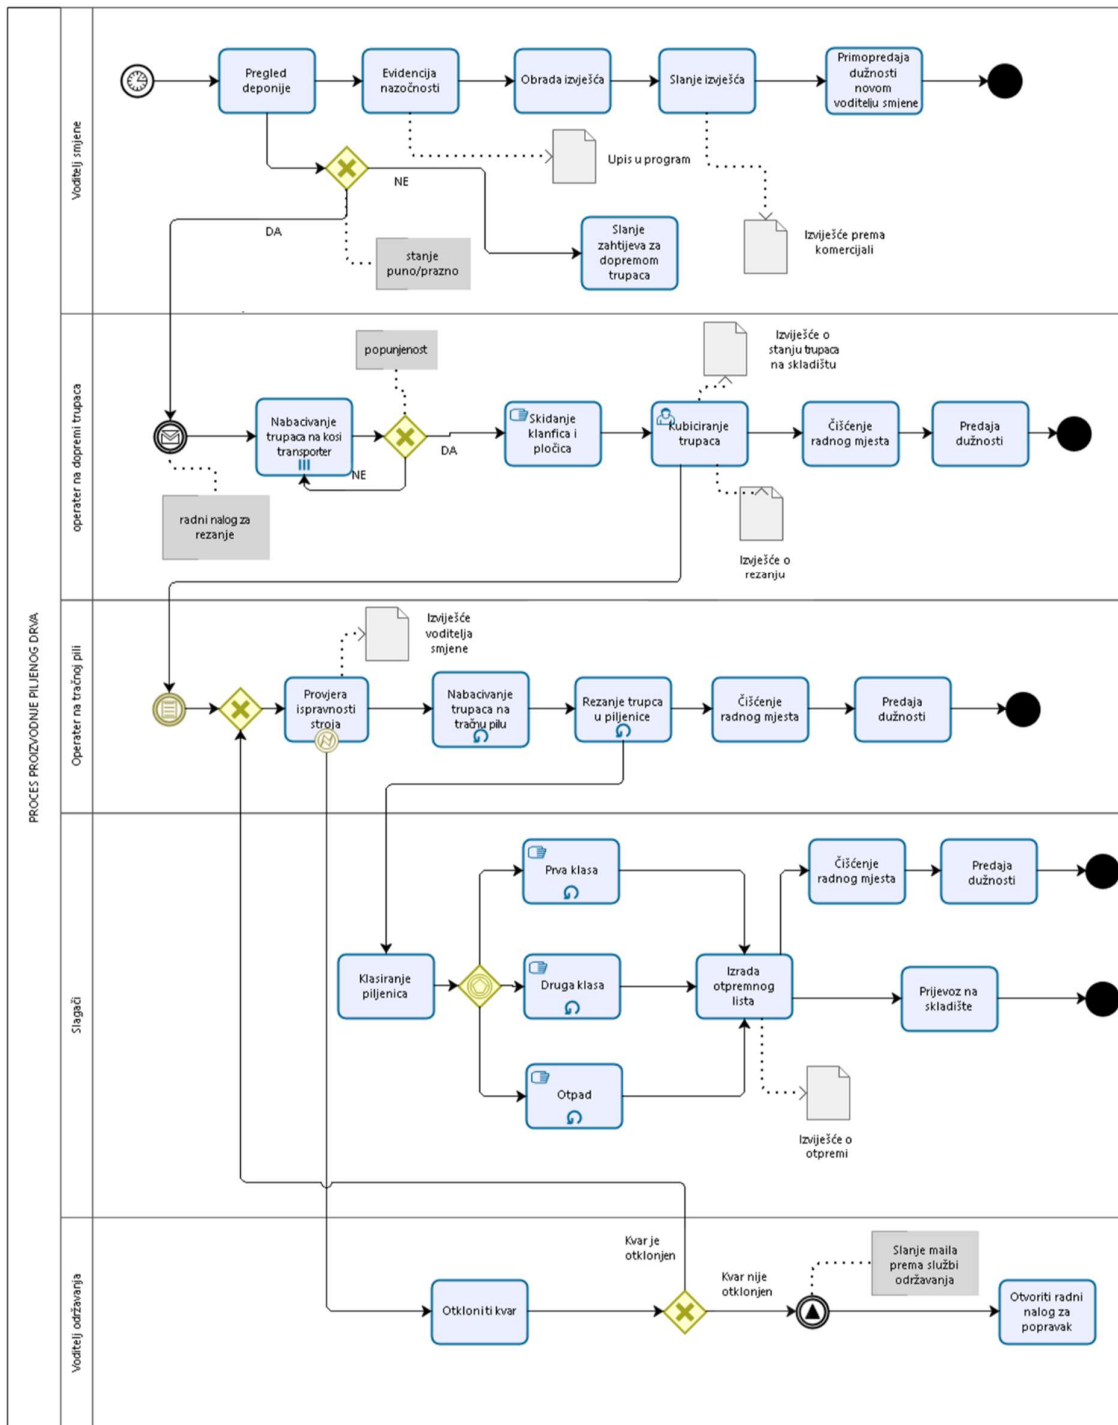 PROCES PROIZVODNJE PILJENOG DRVA
Voditelj smjene
Pregled
deponije
Evidencija
nazočnosti
Obrada izvješća
Slanje izvješća
Primopredaja
dužnosti
novom
voditelju smjene
Upis u program
NE
DA
stanje
puno/prazno
Slanje
zahtijeva za
dopremom
trupaca
Izviješće prema
komercijali
operater na dopremi trupaca
popunjenost
Izviješće o
stanju trupaca
na skladištu
Nabacivanje
trupaca na kosi
transporter
NE
DA
Skidanje
klanfica i
pločica
Kubiciranje
trupaca
Čišćenje
radnog mjesta
Predaja
dužnosti
radni nalog za
rezanje
Izvješće o
rezanju
Operater na tračnoj pili
Izviješće
voditelja
smjene
Provjera
ispravnosti
stroja
Nabacivanje
trupaca na
tračnu pilu
Rezanje trupca
u piljenice
Čišćenje
radnog mjesta
Predaja
dužnosti
Slagači
Prva klasa
Čišćenje
radnog mjesta
Predaja
dužnosti
Klasiranje
piljenica
Druga klasa
Izrada
otpremnog
lista
Prijevoz na
skladište
Otpad
Izviješće o
otpremi
Voditelj održavanja
Kvar je
otklonjen
Kvar nije
otklonjen
Slanje maila
prema službi
održavanja
Otkloniti kvar
Otvoriti radni
nalog za
popravak